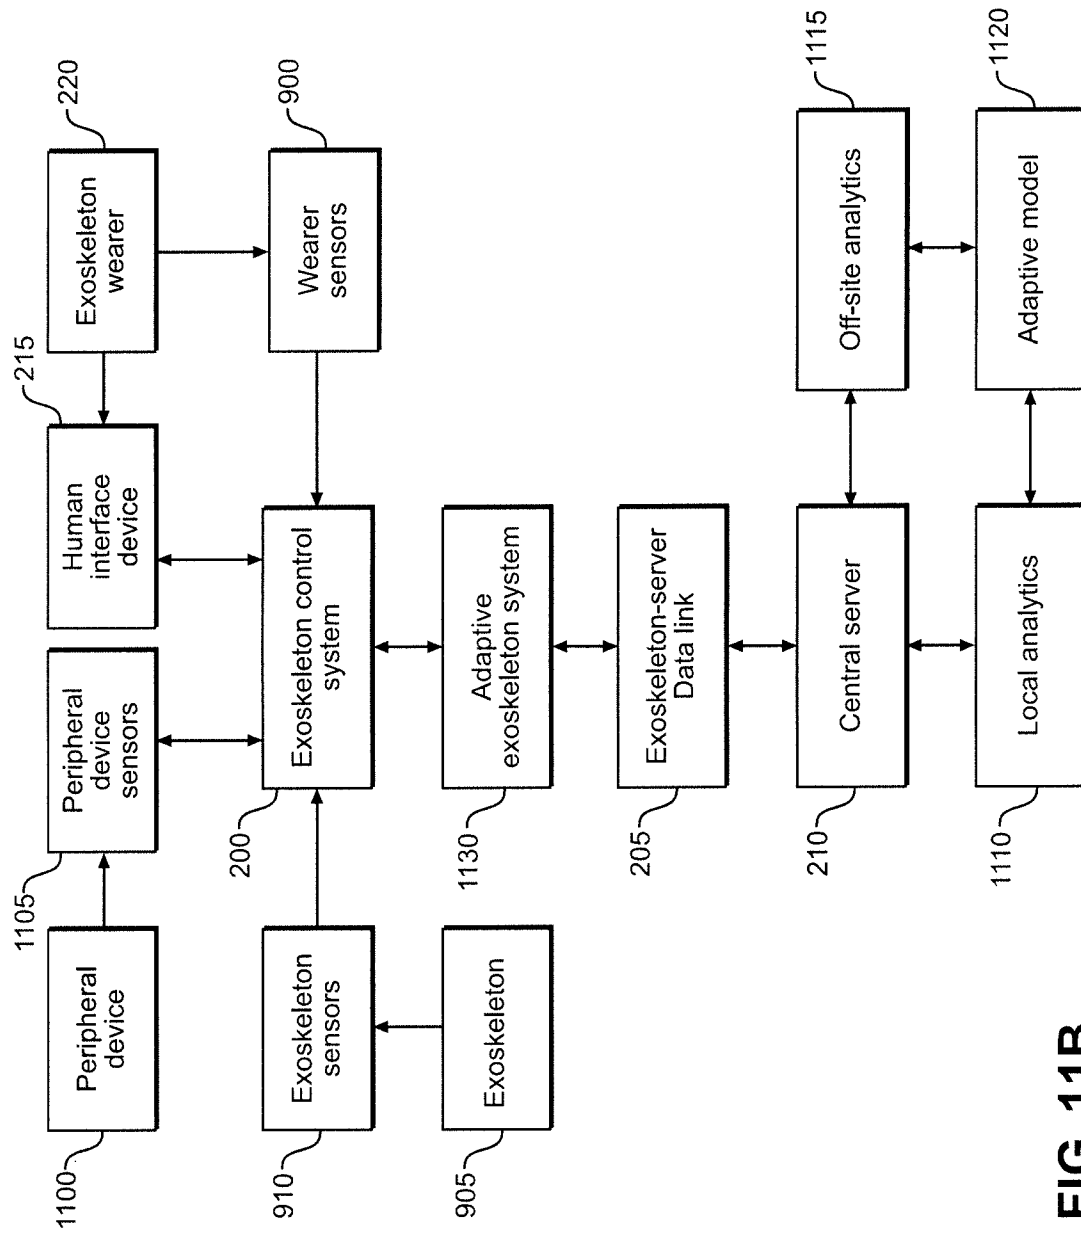 1100
Peripheral
device
1105
Peripheral
device
sensors
215
Human
interface
device
220
Exoskeleton
wearer
910
Exoskeleton
sensors
200
Exoskeleton control
system
900
Wearer
sensors
905
Exoskeleton
1130
Adaptive
exoskeleton system
205
Exoskeleton-server
Data link
210
Central server
1115
Off-site analytics
1110
Local analytics
1120
Adaptive model
FIG. 11B